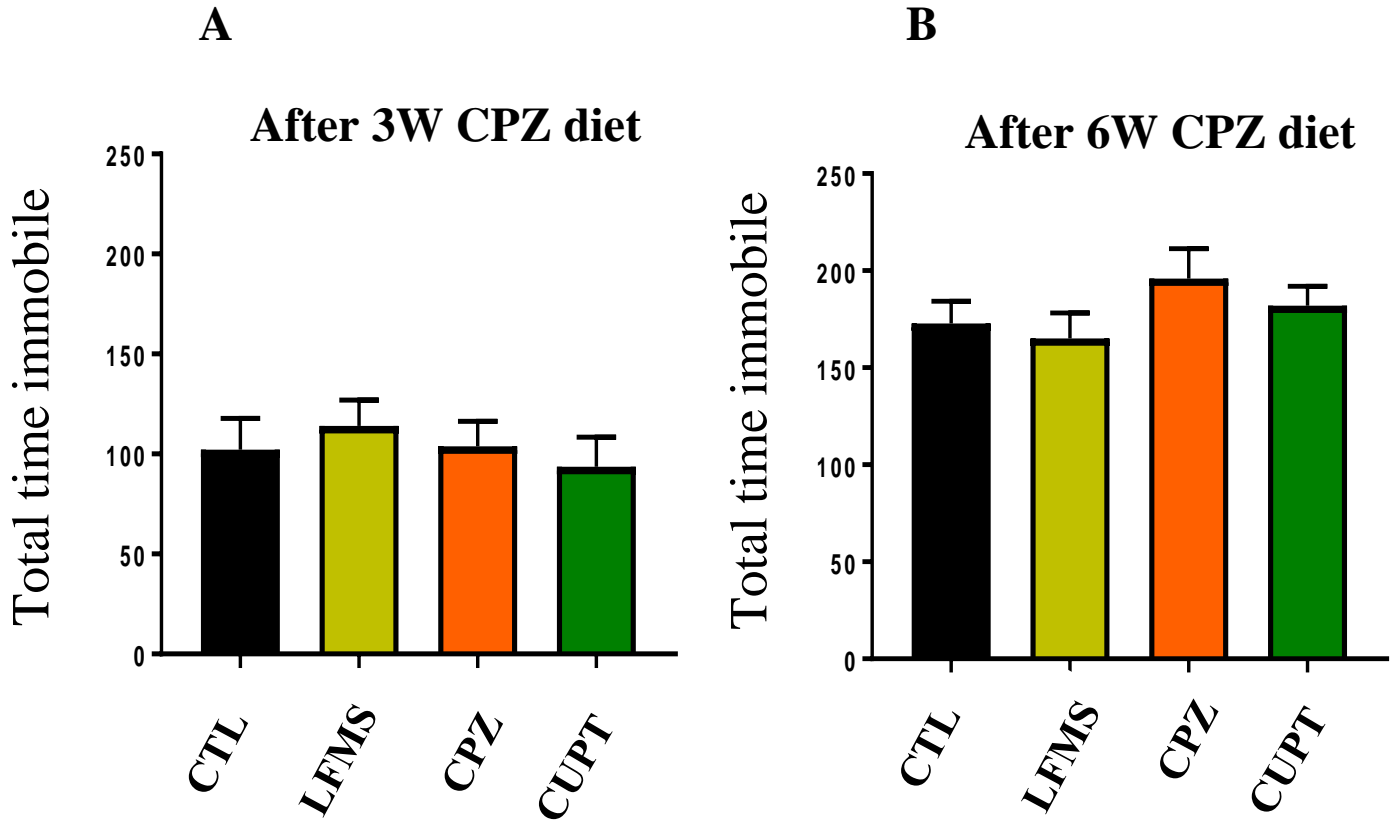 A
After 3W CPZ diet
Total time immobile
250
200
150
100
50
0
CTL
LFMS
CPZ
CUPT
B
After 6W CPZ diet
Total time immobile
250
200
150
100
50
0
CTL
LFMS
CPZ
CUPT